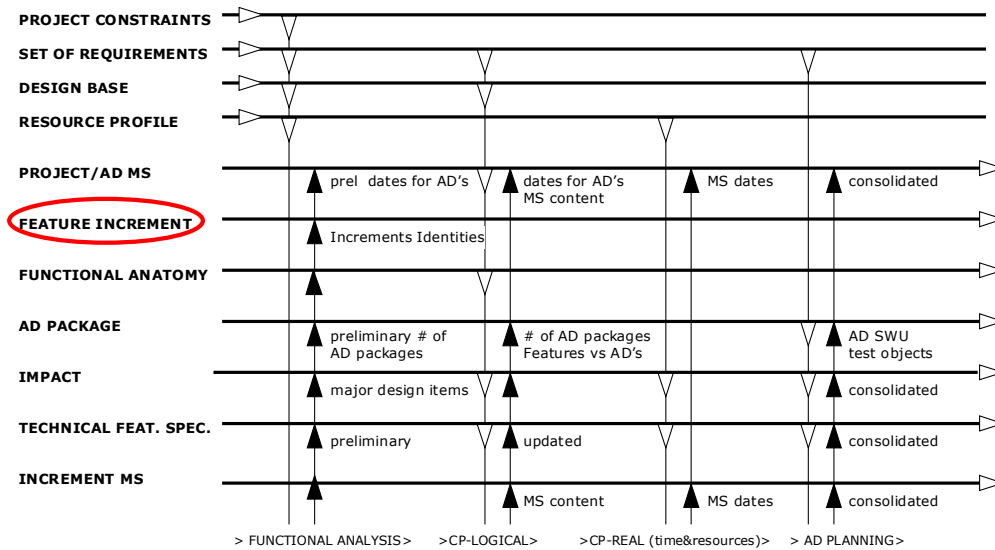 PROJECT CONSTRAINTS
SET OF REQUIREMENTS
DESIGN BASE
RESOURCE PROFILE
PROJECT/AD MS
prel dates for AD's
dates for AD's
MS content
MS dates
consolidated
FEATURE INCREMENT
Increments Identities
FUNCTIONAL ANATOMY
AD PACKAGE
preliminary # of
AD packages
# of AD packages
Features vs AD's
AD SWU
test objects
IMPACT
major design items
consolidated
TECHNICAL FEAT. SPEC.
preliminary
updated
consolidated
INCREMENT MS
MS content
MS dates
consolidated
> FUNCTIONAL ANALYSIS> >CP-LOGICAL> >CP-REAL (time&resources)> > AD PLANNING>